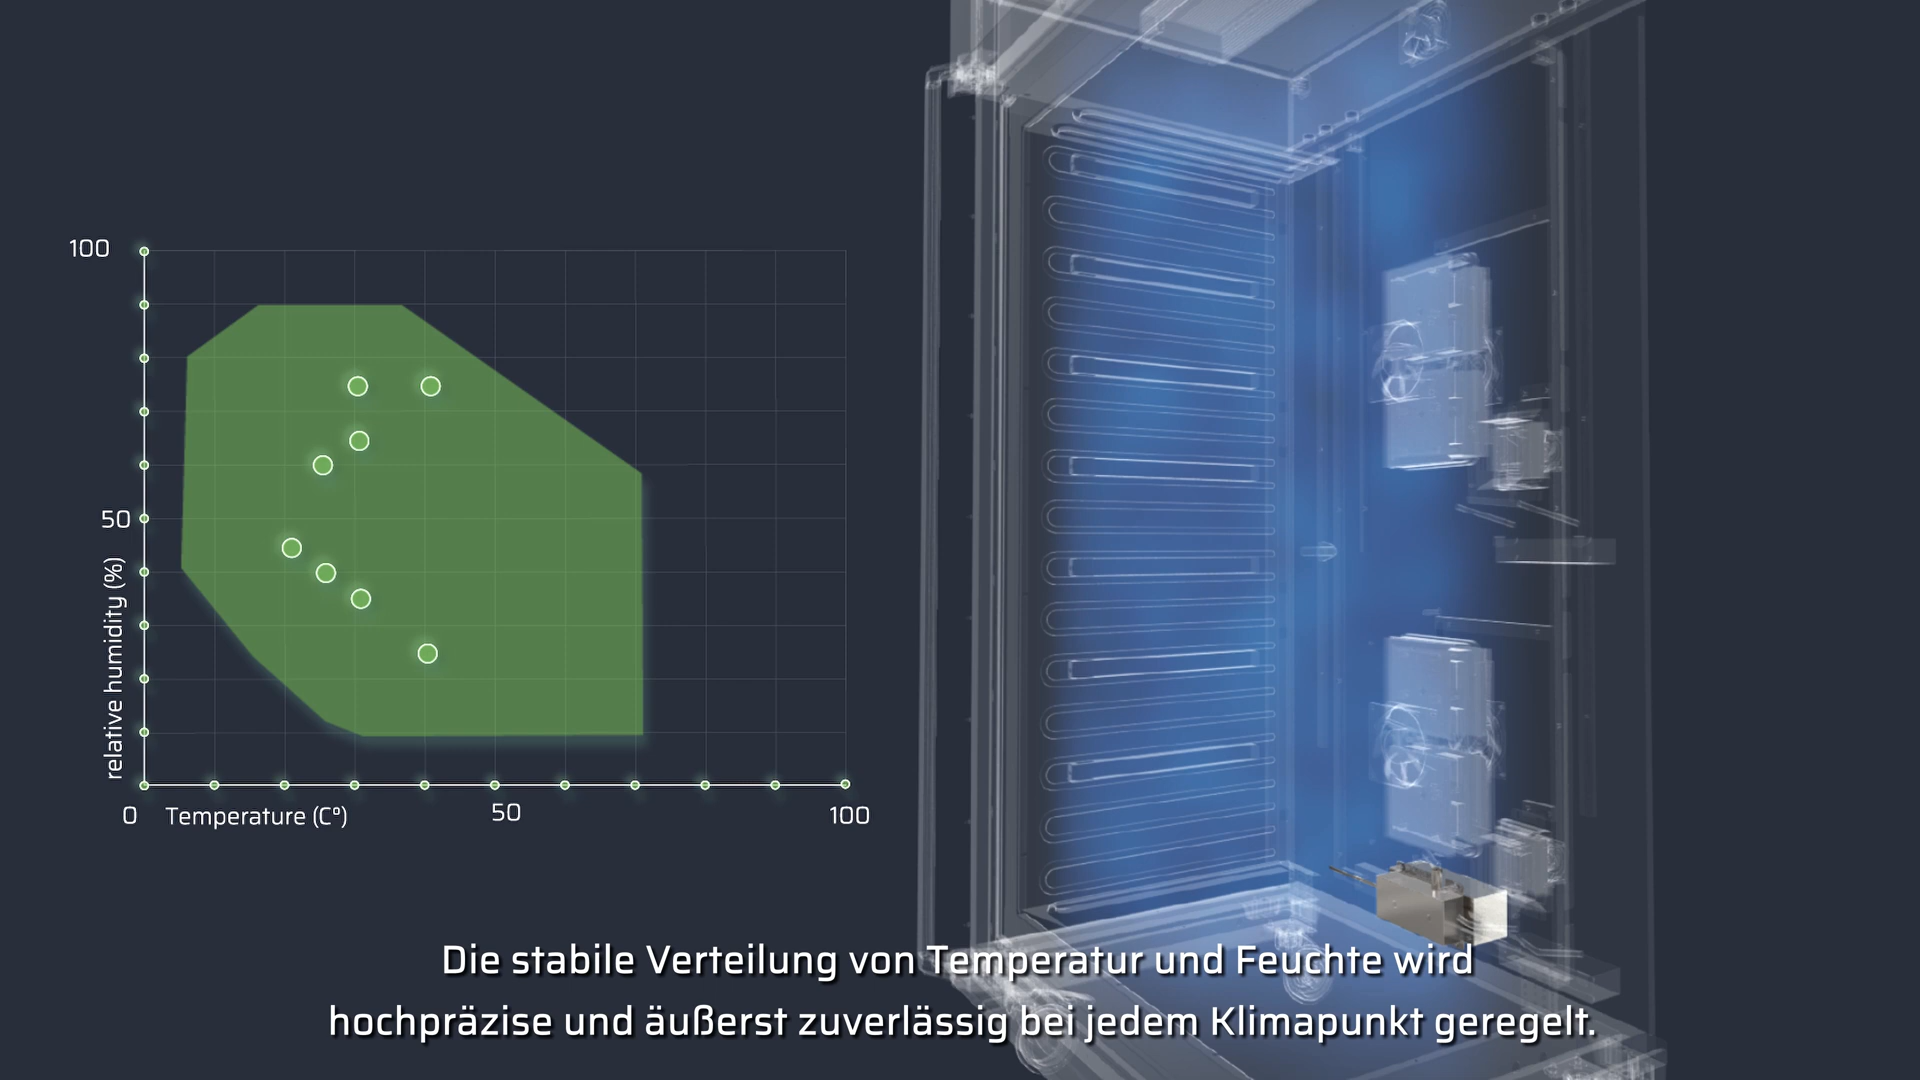 100
50
relative humidity (%)
0 Temperature (C°) 50 100
Die stabile Verteilung von Temperatur und Feuchte wird
hochpräzise und äußerst zuverlässig bei jedem Klimapunkt geregelt.